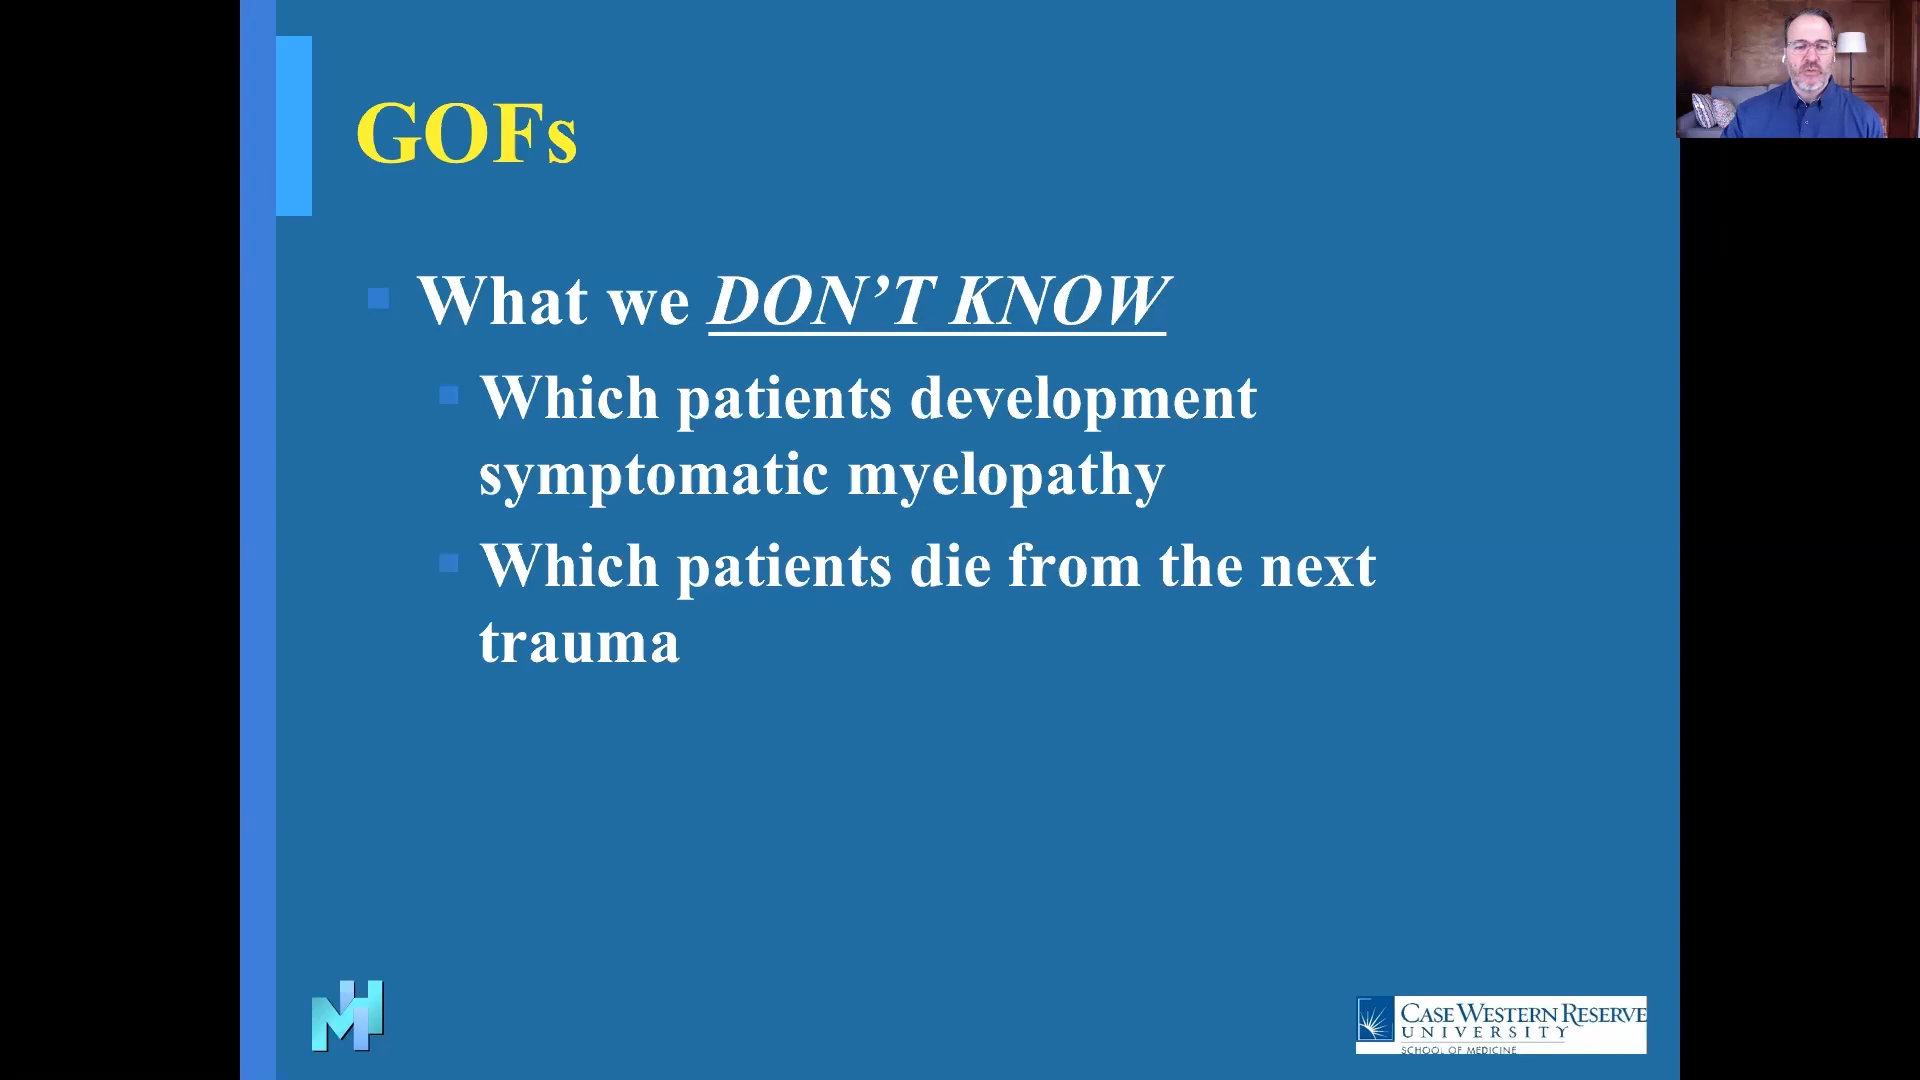 GOFs
What we DON’T KNOW
Which patients development
symptomatic myelopathy
Which patients die from the next
trauma
MH
CASE WESTERN RESERVE
UNIVERSITY
SCHOOL OF MEDICINE